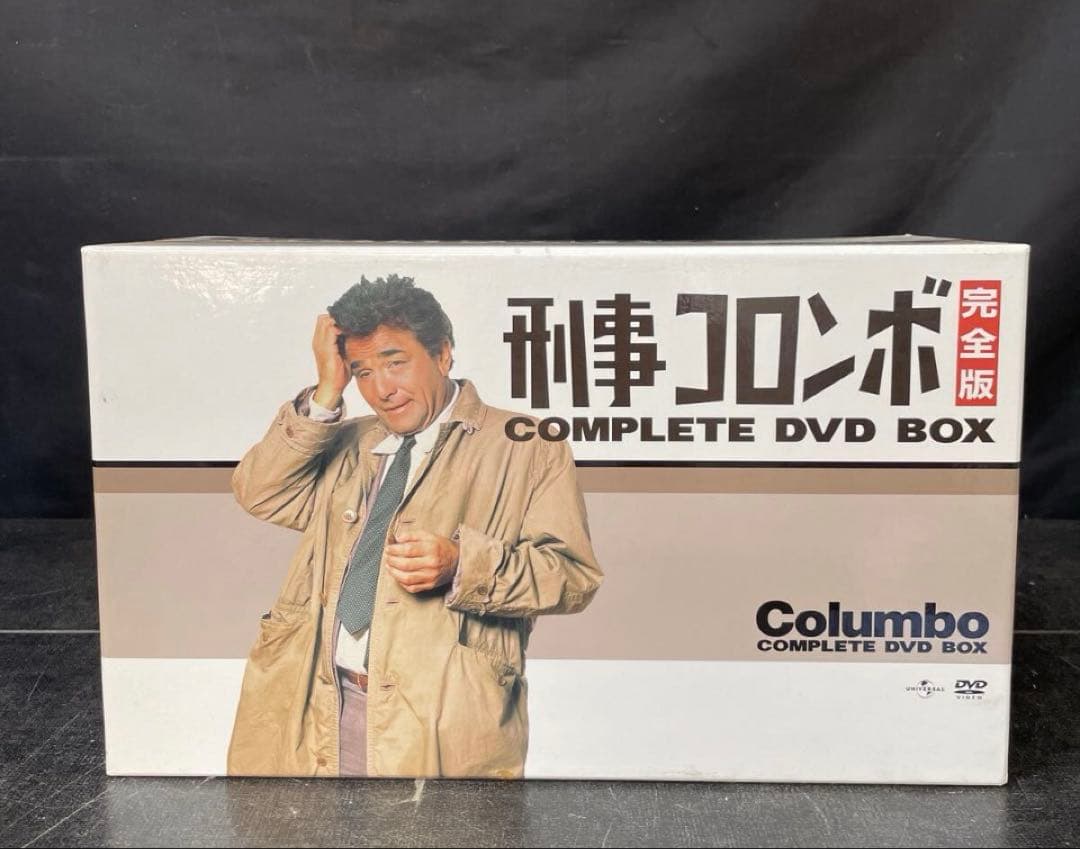 刑事コロンボ 完全版
COMPLETE DVD BOX
Columbo
COMPLETE DVD BOX
UNIVERSAL
DVD
VIDEO